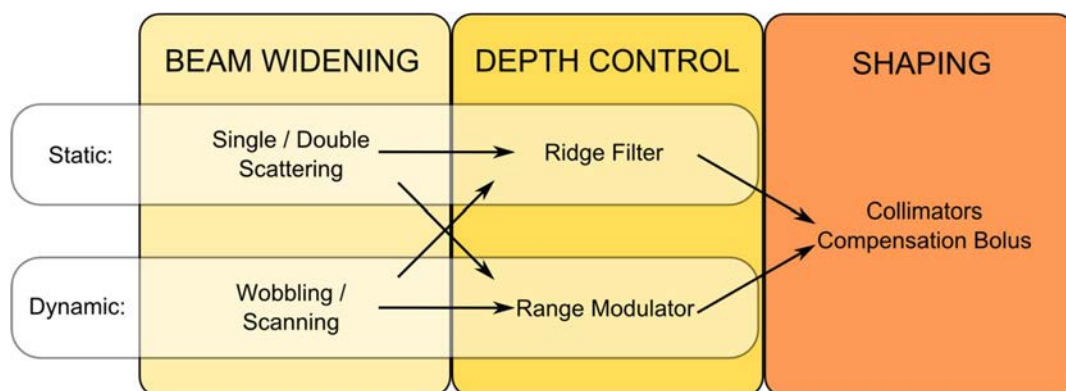 BEAM WIDENING
DEPTH CONTROL
SHAPING
Static:
Single / Double
Scattering
Ridge Filter
Collimators
Compensation Bolus
Dynamic:
Wobbling /
Scanning
Range Modulator